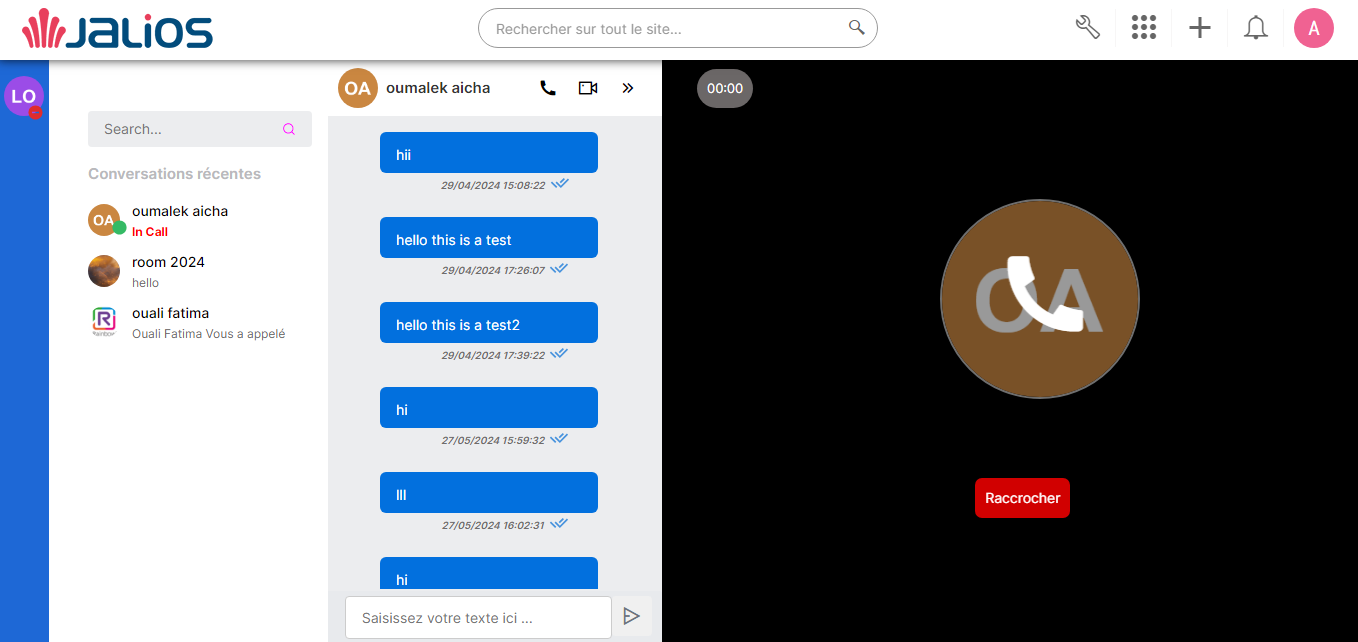 JALIOS
Rechercher sur tout le site...
A
LO
Search...
Conversations récentes
OA
oumalek aicha
In Call
room 2024
hello
R
Rainbow
ouali fatima
Ouali Fatima Vous a appelé
OA
oumalek aicha
hii
29/04/2024 15:08:22
hello this is a test
29/04/2024 17:26:07
hello this is a test2
29/04/2024 17:39:22
hi
27/05/2024 15:59:32
lll
27/05/2024 16:02:31
hi
Saisissez votre texte ici ...
00:00
OA
Raccrocher